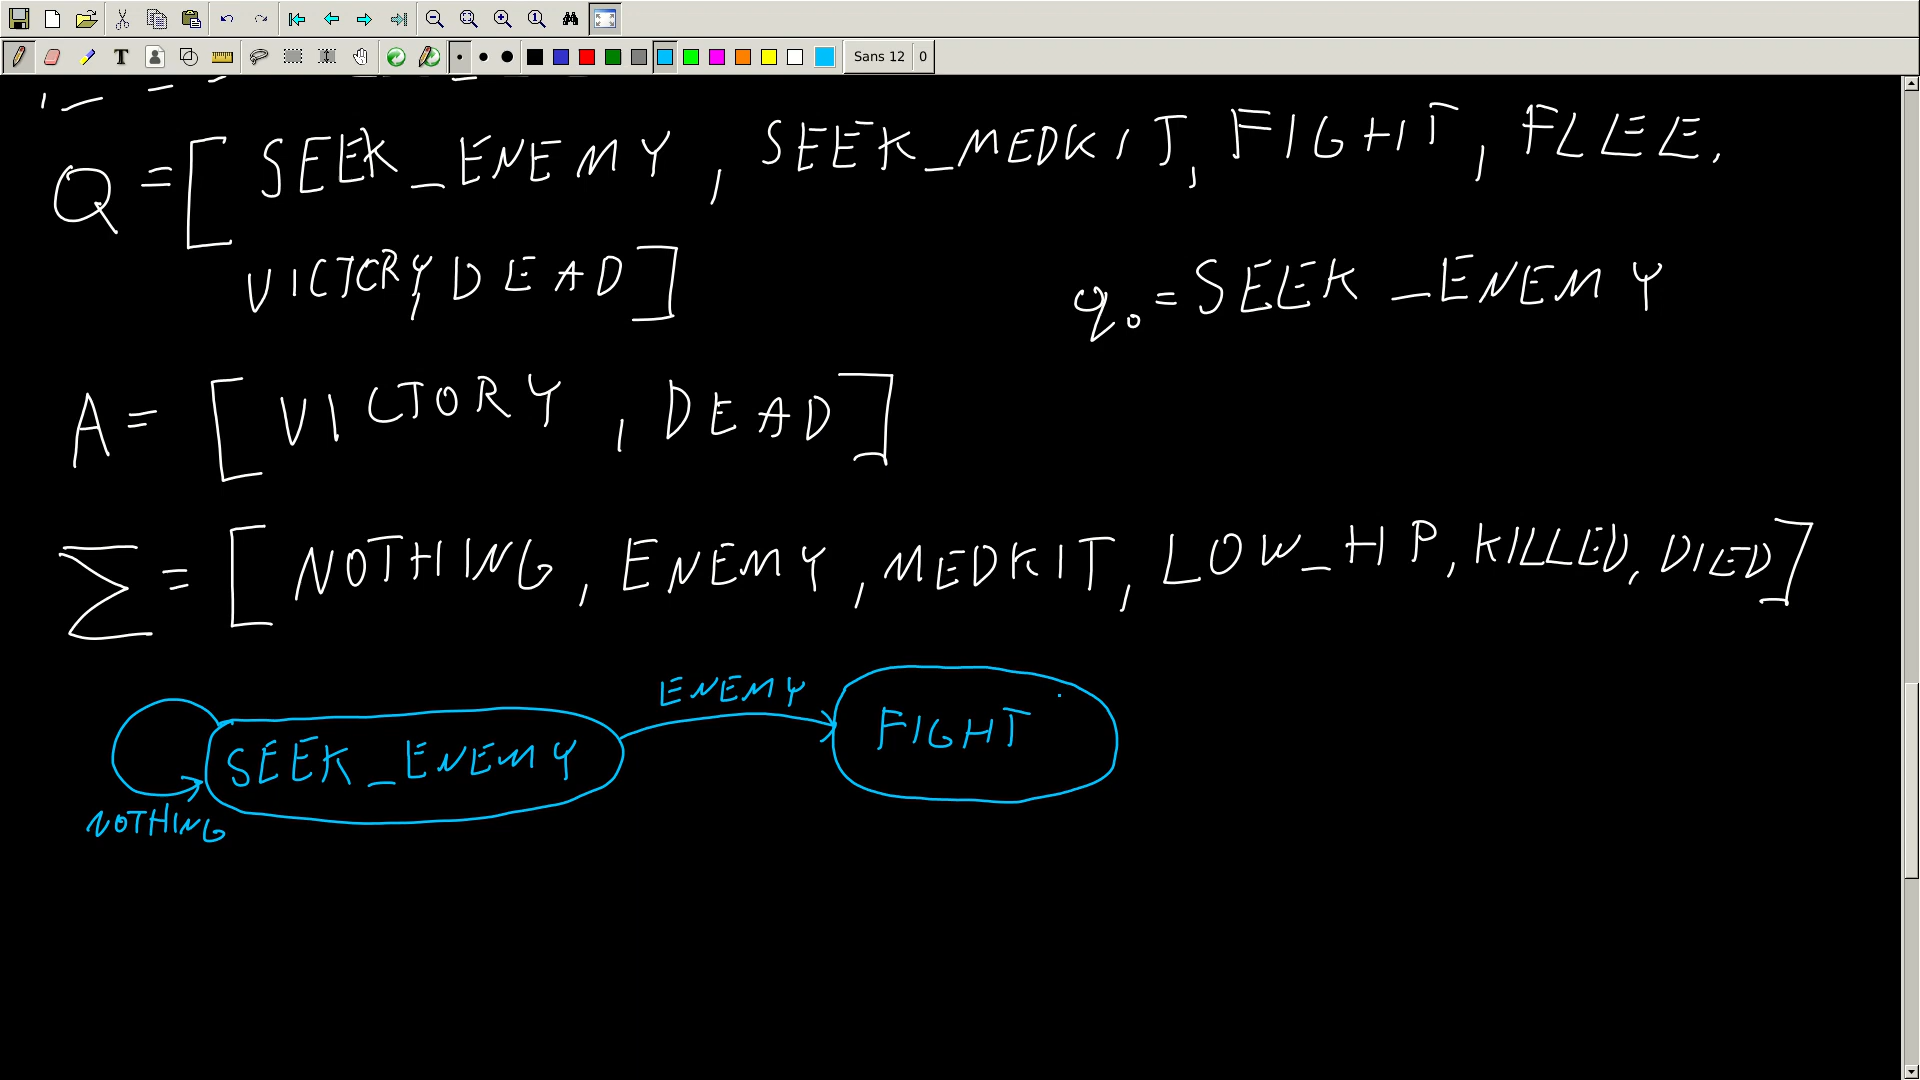 Sans 12 0
Q = [SEEK_ENEMY, SEEK_MEDKIT, FIGHT, FLEE,
VICTORY, DEAD]
q₀ = SEEK_ENEMY
A = [VICTORY, DEAD]
Σ = [NOTHING, ENEMY, MEDKIT, LOW_HP, KILLED, DIED]
ENEMY
SEEK_ENEMY
FIGHT
NOTHING